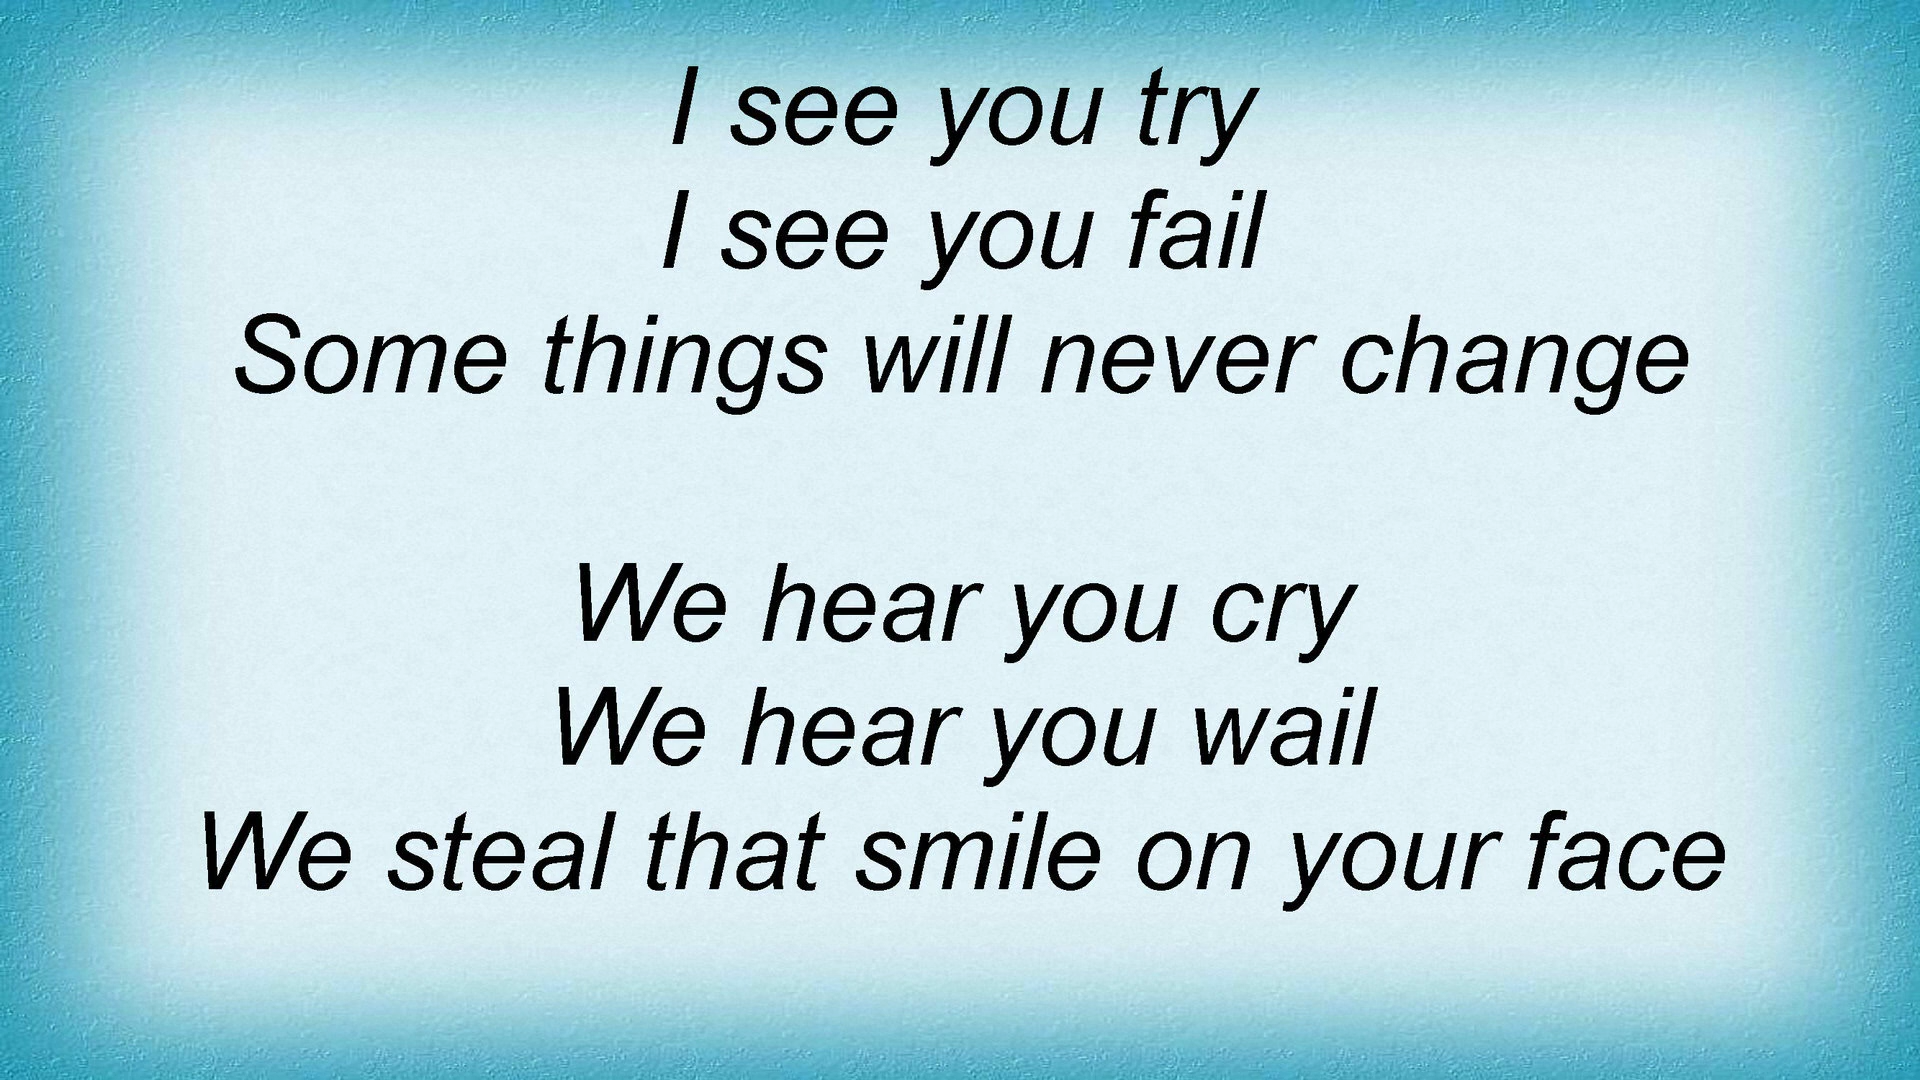 I see you try
I see you fail
Some things will never change
We hear you cry
We hear you wail
We steal that smile on your face